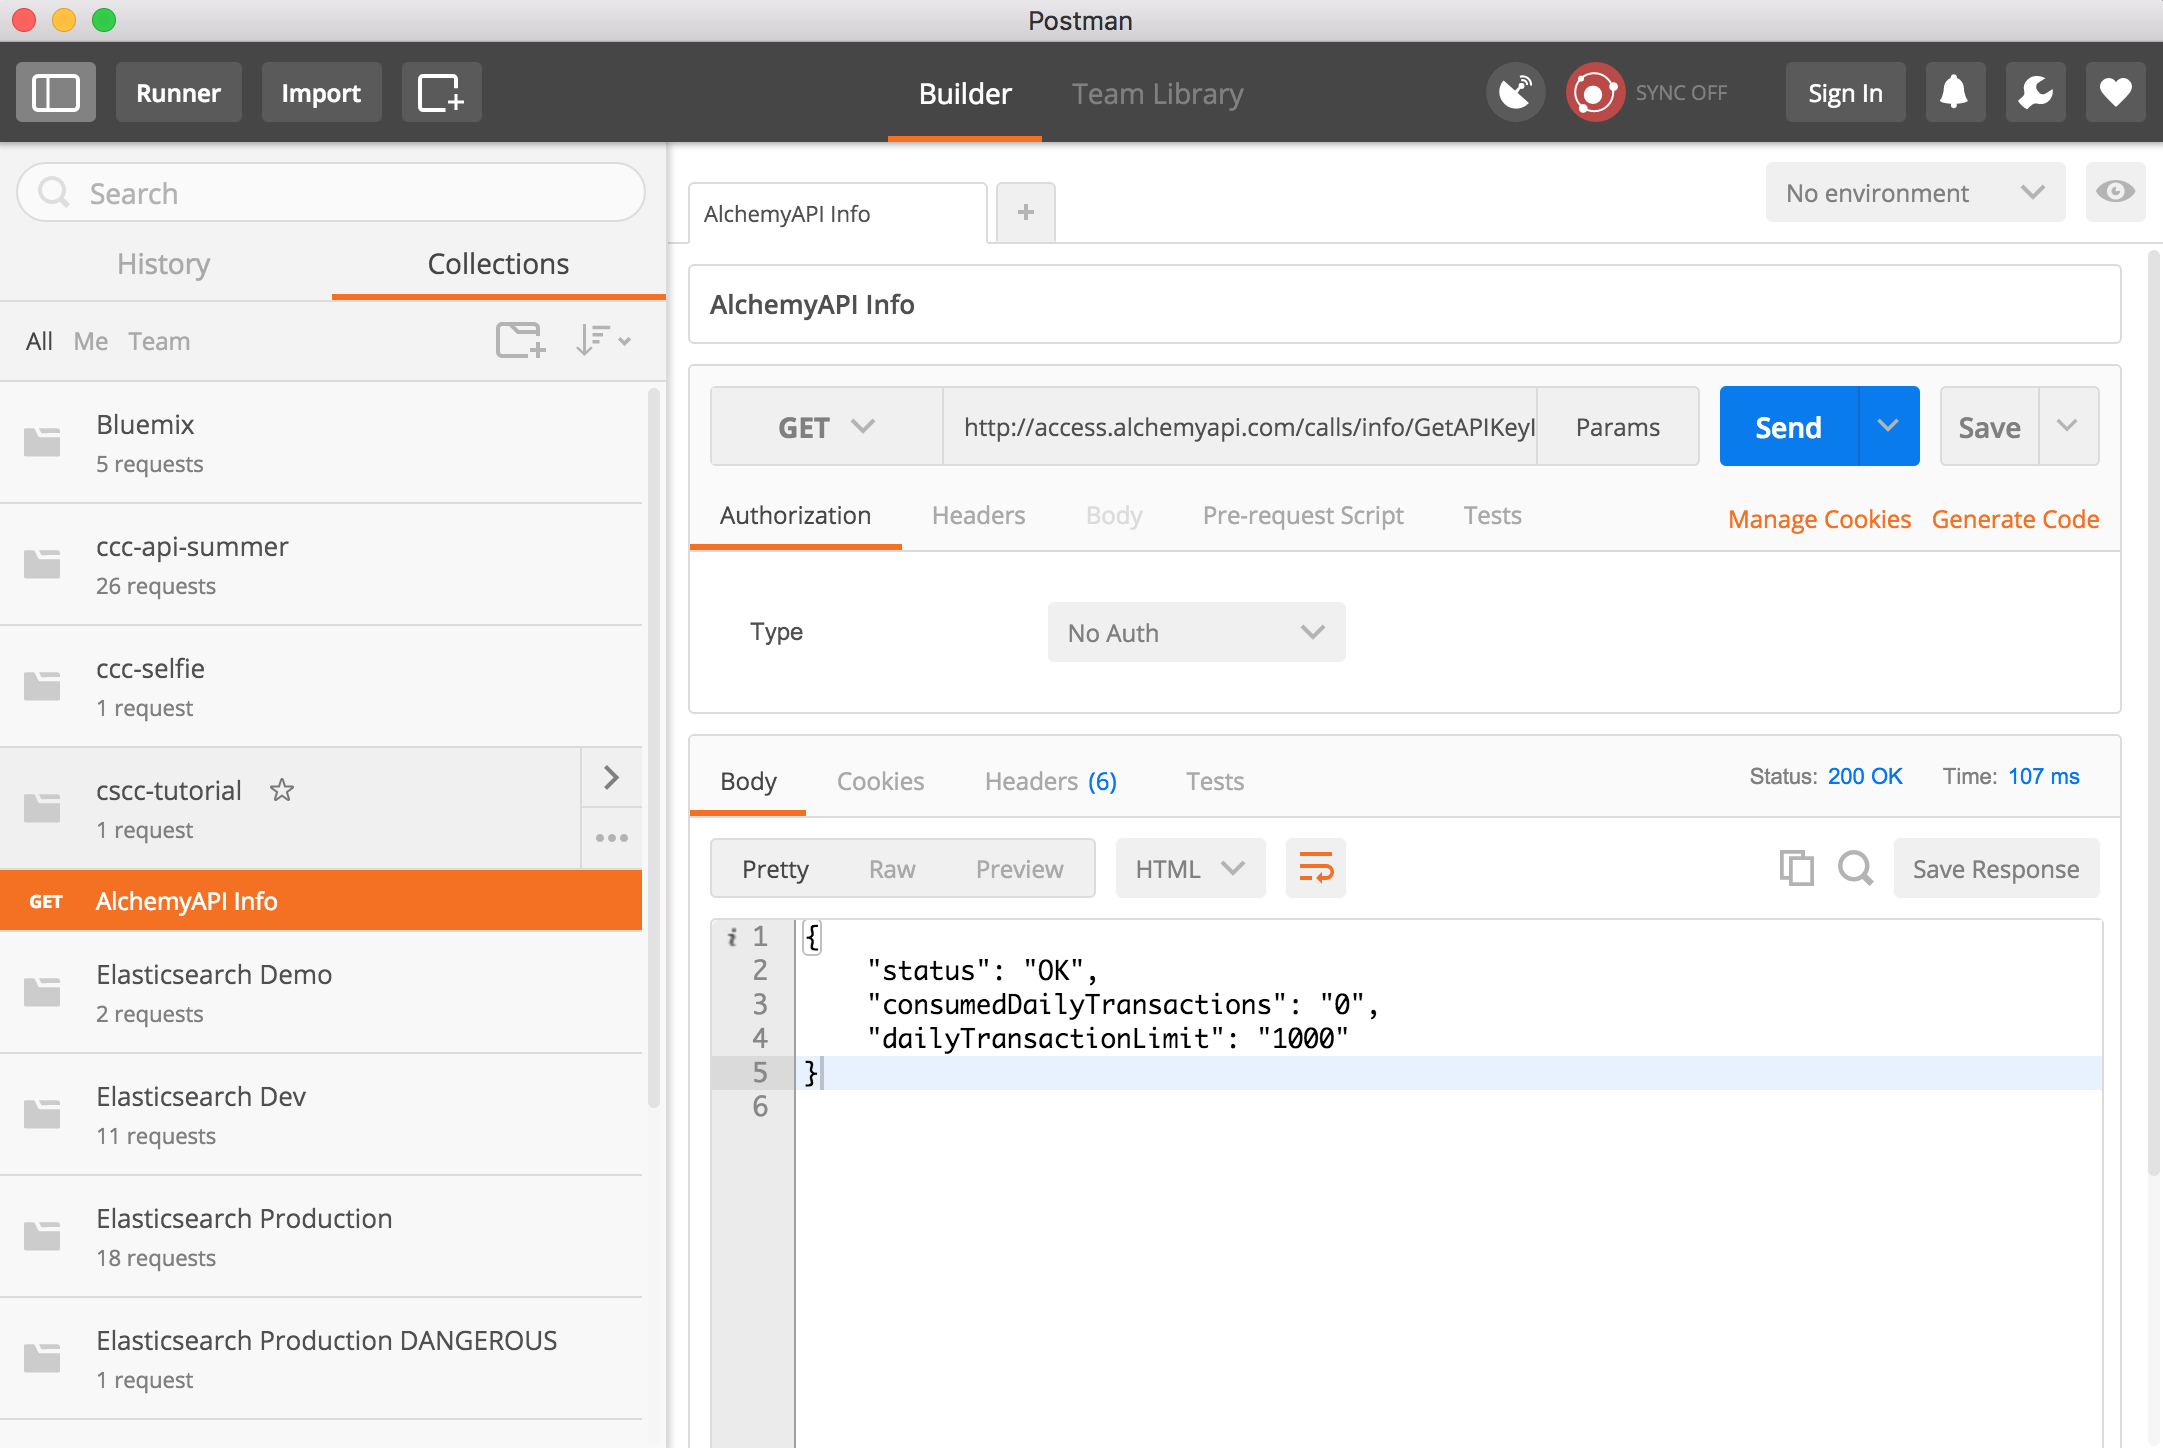 Postman
Runner
Import
Builder
Team Library
SYNC OFF
Sign In
Search
History
Collections
All
Me
Team
Bluemix
5 requests
ccc-api-summer
26 requests
ccc-selfie
1 request
cscc-tutorial
1 request
GET AlchemyAPI Info
Elasticsearch Demo
2 requests
Elasticsearch Dev
11 requests
Elasticsearch Production
18 requests
Elasticsearch Production DANGEROUS
1 request
AlchemyAPI Info
+
No environment
AlchemyAPI Info
GET
http://access.alchemyapi.com/calls/info/GetAPIKeyI
Params
Send
Save
Authorization
Headers
Body
Pre-request Script
Tests
Manage Cookies
Generate Code
Type
No Auth
Body
Cookies
Headers (6)
Tests
Status: 200 OK
Time: 107 ms
Pretty
Raw
Preview
HTML
Save Response
i 1 {
2 "status": "OK",
3 "consumedDailyTransactions": "0",
4 "dailyTransactionLimit": "1000"
5 }
6